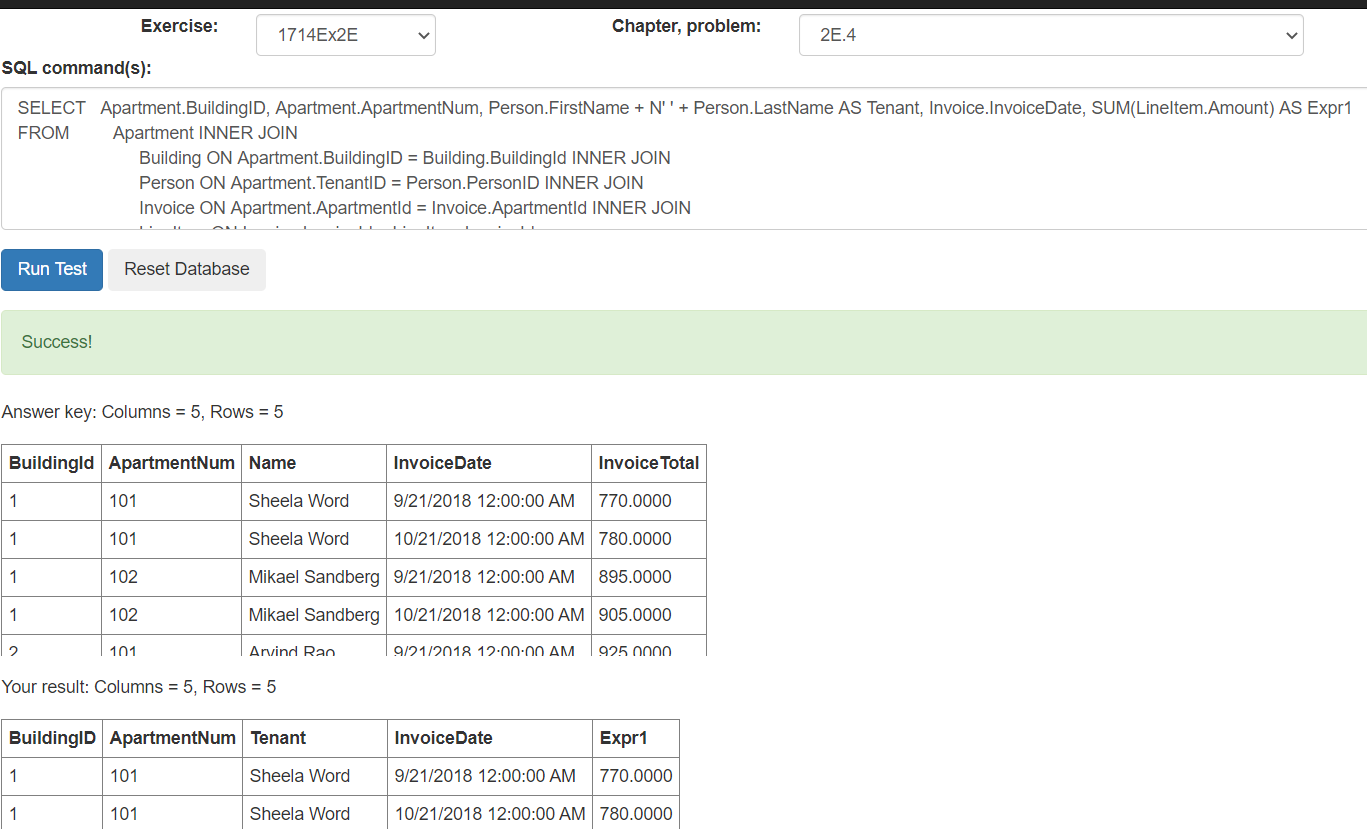 Exercise: 1714Ex2E Chapter, problem: 2E.4
SQL command(s):
SELECT Apartment.BuildingID, Apartment.ApartmentNum, Person.FirstName + N' ' + Person.LastName AS Tenant, Invoice.InvoiceDate, SUM(LineItem.Amount) AS Expr1
FROM Apartment INNER JOIN
Building ON Apartment.BuildingID = Building.BuildingId INNER JOIN
Person ON Apartment.TenantID = Person.PersonID INNER JOIN
Invoice ON Apartment.ApartmentId = Invoice.ApartmentId INNER JOIN
Run Test Reset Database
Success!
Answer key: Columns = 5, Rows = 5
BuildingId ApartmentNum Name InvoiceDate InvoiceTotal
1 101 Sheela Word 9/21/2018 12:00:00 AM 770.0000
1 101 Sheela Word 10/21/2018 12:00:00 AM 780.0000
1 102 Mikael Sandberg 9/21/2018 12:00:00 AM 895.0000
1 102 Mikael Sandberg 10/21/2018 12:00:00 AM 905.0000
2 101 Arvind Rao 9/21/2018 12:00:00 AM 925.0000
Your result: Columns = 5, Rows = 5
BuildingID ApartmentNum Tenant InvoiceDate Expr1
1 101 Sheela Word 9/21/2018 12:00:00 AM 770.0000
1 101 Sheela Word 10/21/2018 12:00:00 AM 780.0000